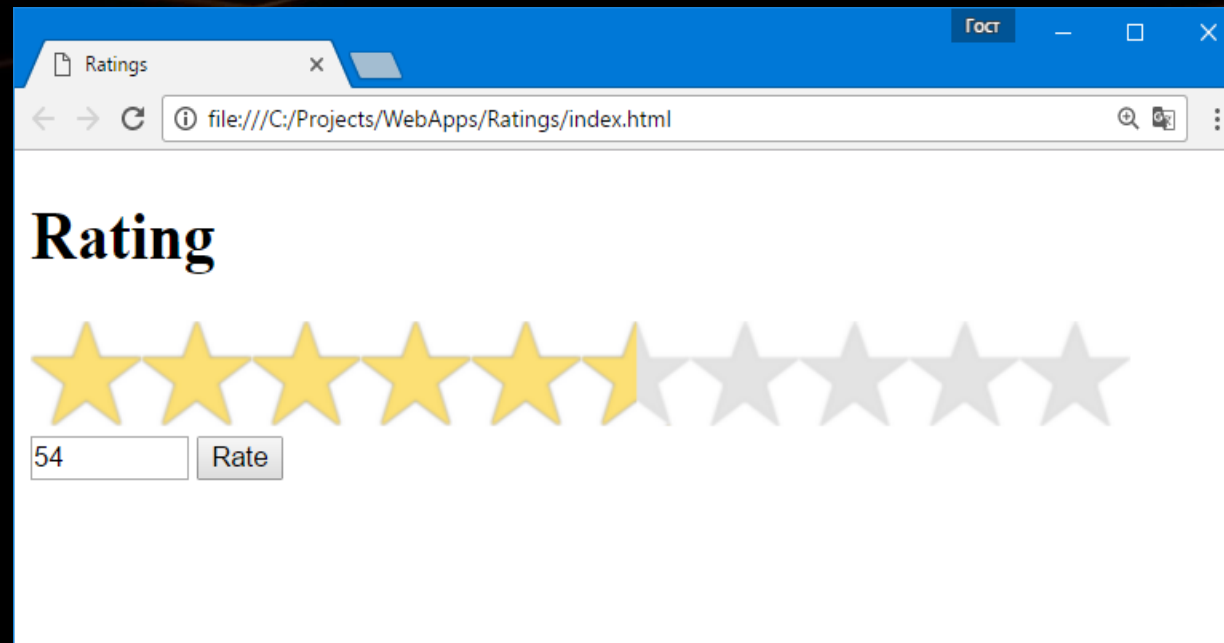 Гост
Ratings
file:///C:/Projects/WebApps/Ratings/index.html
Rating
54
Rate